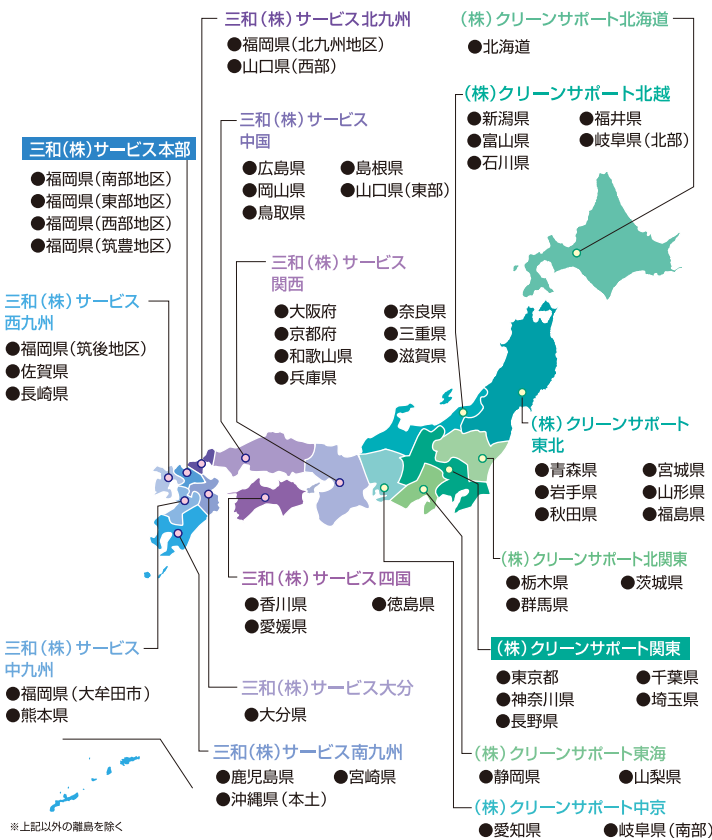 三和（株）サービス北九州
●福岡県（北九州地区）
●山口県（西部）
（株）クリーンサポート北海道
●北海道
（株）クリーンサポート北越
●新潟県 ●福井県
●富山県 ●岐阜県（北部）
●石川県
三和（株）サービス
中国
●広島県 ●島根県
●岡山県 ●山口県（東部）
●鳥取県
三和（株）サービス本部
●福岡県（南部地区）
●福岡県（東部地区）
●福岡県（西部地区）
●福岡県（筑豊地区）
三和（株）サービス
関西
●大阪府 ●奈良県
●京都府 ●三重県
●和歌山県 ●滋賀県
●兵庫県
三和（株）サービス
西九州
●福岡県（筑後地区）
●佐賀県
●長崎県
（株）クリーンサポート
東北
●青森県 ●宮城県
●岩手県 ●山形県
●秋田県 ●福島県
（株）クリーンサポート北関東
●栃木県 ●茨城県
●群馬県
三和（株）サービス四国
●香川県 ●徳島県
●愛媛県
三和（株）サービス
中九州
●福岡県（大牟田市）
●熊本県
（株）クリーンサポート関東
●東京都 ●千葉県
●神奈川県 ●埼玉県
●長野県
三和（株）サービス大分
●大分県
三和（株）サービス南九州
●鹿児島県 ●宮崎県
●沖縄県（本土）
（株）クリーンサポート東海
●静岡県 ●山梨県
（株）クリーンサポート中京
●愛知県 ●岐阜県（南部）
※上記以外の離島を除く